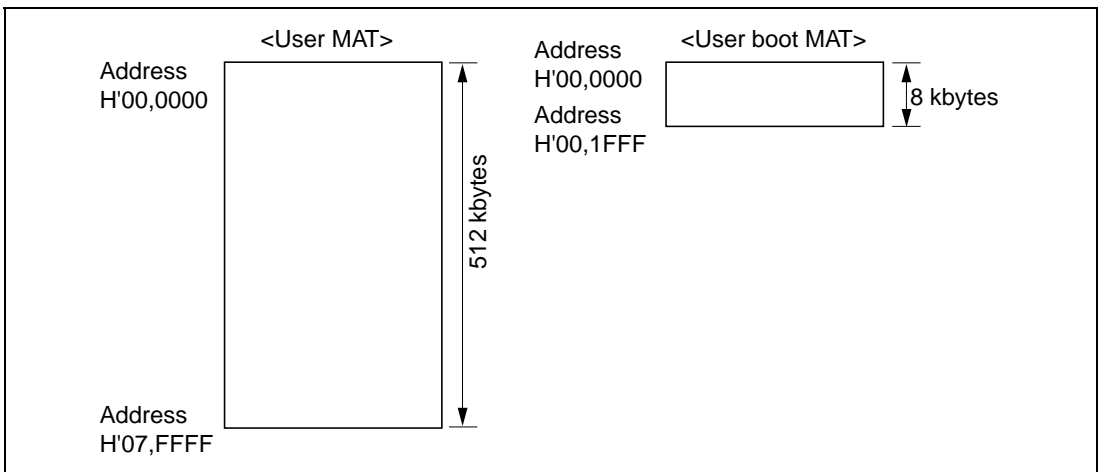 <User MAT>
Address
H'00,0000
512 kbytes
Address
H'07,FFFF
<User boot MAT>
Address
H'00,0000
Address
H'00,1FFF
8 kbytes